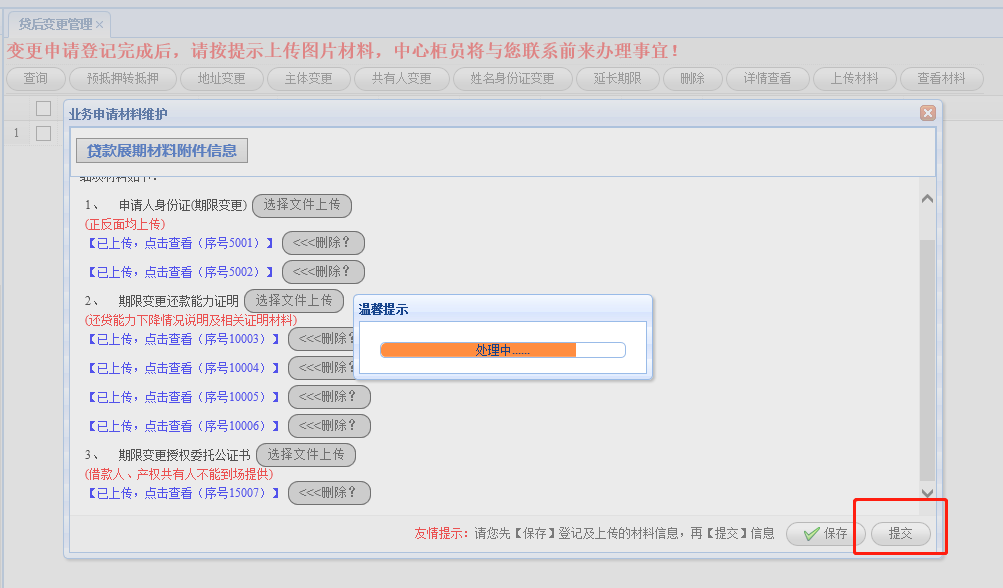 贷后变更管理 ×
变更申请登记完成后，请按提示上传图片材料，中心柜员将与您联系前来办理事宜！
查询 预抵押转抵押 地址变更 主体变更 共有人变更 姓名身份证变更 延长期限 删除 详情查看 上传材料 查看材料
业务申请材料维护
1
贷款展期材料附件信息
细项材料如下：
1、 申请人身份证(期限变更) 选择文件上传
(正反面均上传)
【已上传，点击查看（序号5001）】 <<<删除？
【已上传，点击查看（序号5002）】 <<<删除？
2、 期限变更还款能力证明 选择文件上传
(还贷能力下降情况说明及相关证明材料)
【已上传，点击查看（序号10003）】 <<<删除？
【已上传，点击查看（序号10004）】 <<<删除？
【已上传，点击查看（序号10005）】 <<<删除？
【已上传，点击查看（序号10006）】 <<<删除？
3、 期限变更授权委托公证书 选择文件上传
(借款人、产权共有人不能到场提供)
【已上传，点击查看（序号15007）】 <<<删除？
温馨提示
处理中......
友情提示：请您先【保存】登记及上传的材料信息，再【提交】信息 保存 提交